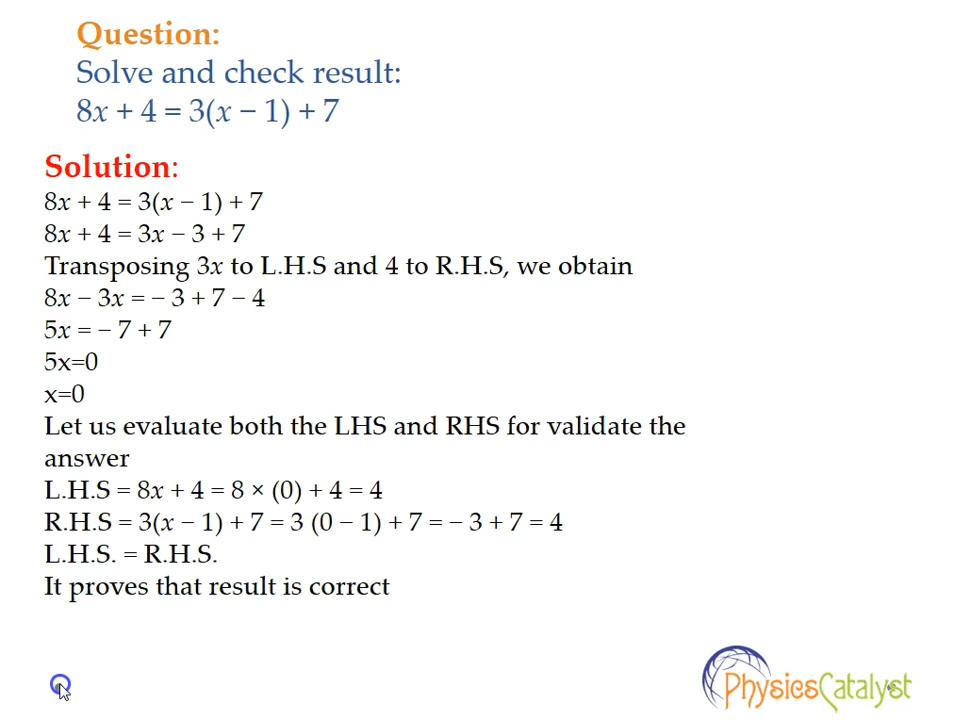 Question:
Solve and check result:
8x + 4 = 3(x − 1) + 7
Solution:
8x + 4 = 3(x − 1) + 7
8x + 4 = 3x − 3 + 7
Transposing 3x to L.H.S and 4 to R.H.S, we obtain
8x − 3x = − 3 + 7 − 4
5x = − 7 + 7
5x=0
x=0
Let us evaluate both the LHS and RHS for validate the
answer
L.H.S = 8x + 4 = 8 × (0) + 4 = 4
R.H.S = 3(x − 1) + 7 = 3 (0 − 1) + 7 = − 3 + 7 = 4
L.H.S. = R.H.S.
It proves that result is correct
PhysicsCatalyst